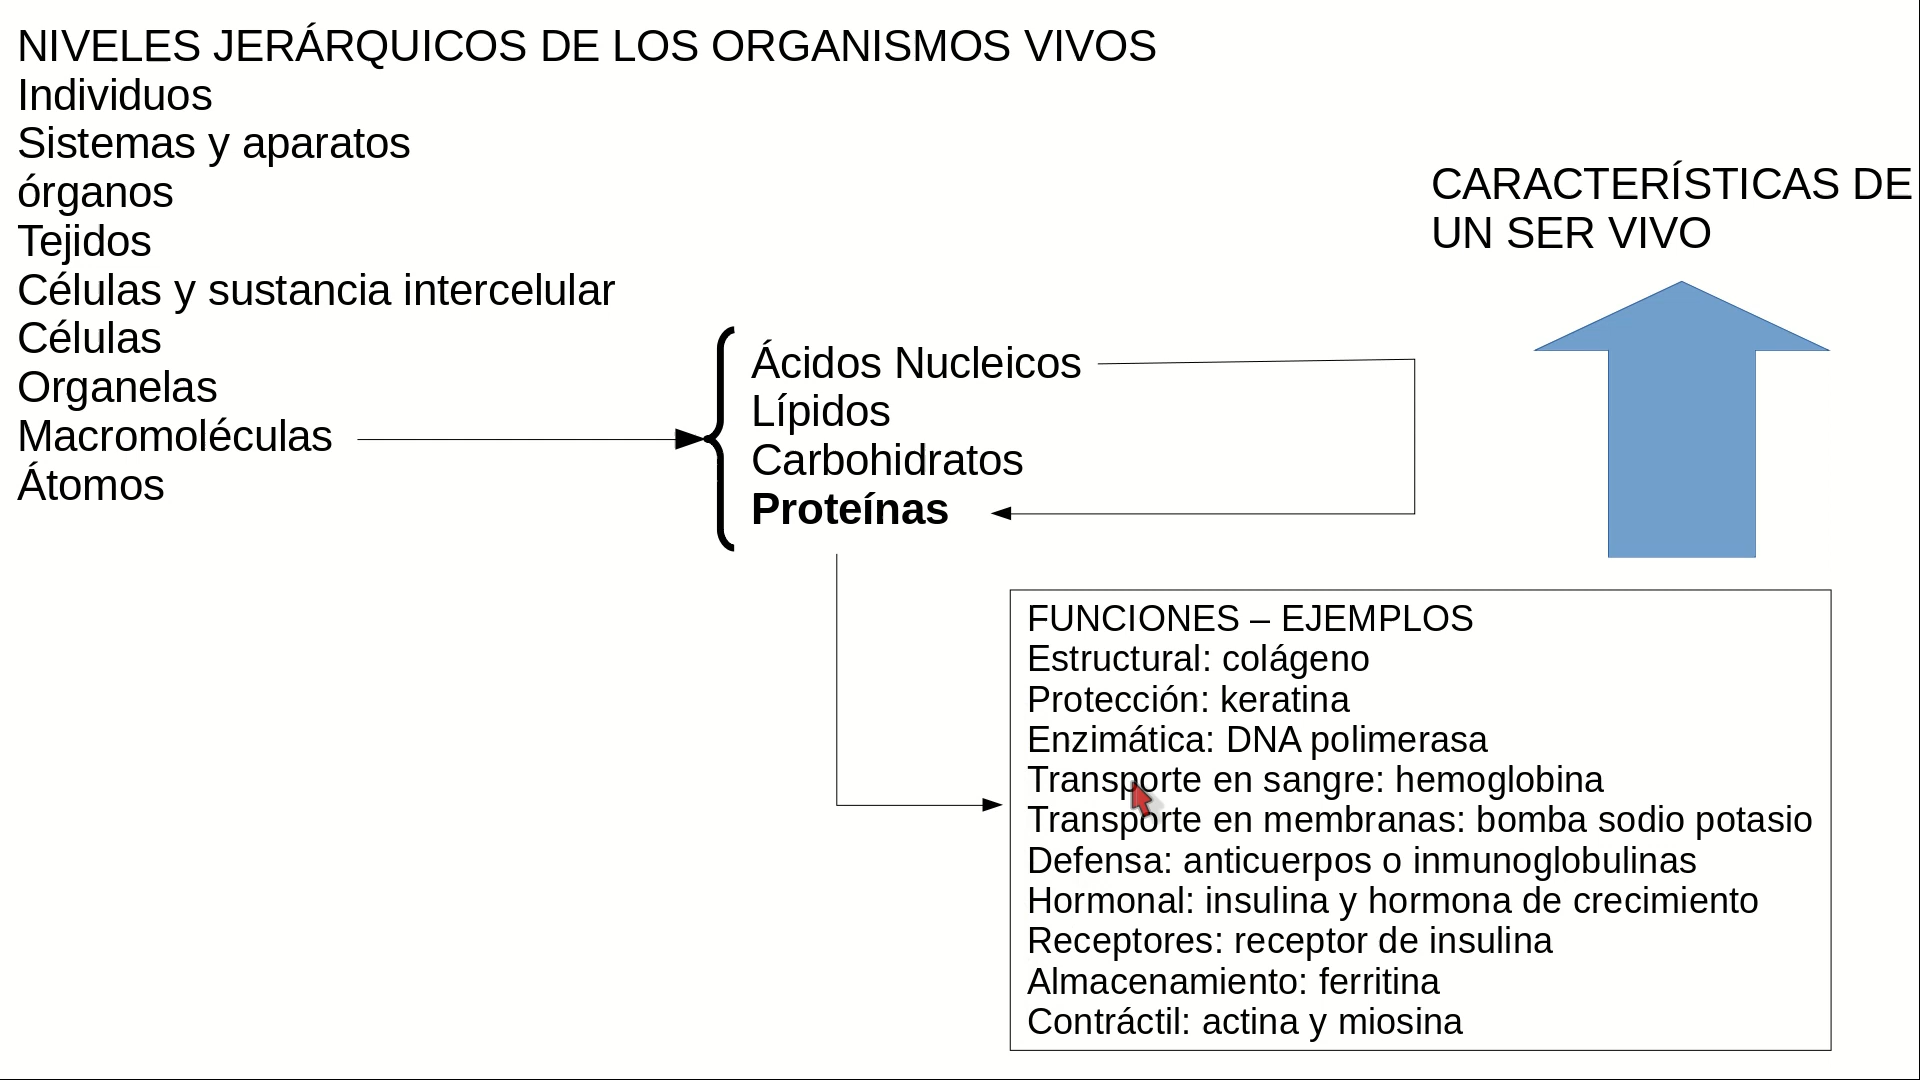 NIVELES JERÁRQUICOS DE LOS ORGANISMOS VIVOS
Individuos
Sistemas y aparatos
órganos
Tejidos
Células y sustancia intercelular
Células
Organelas
Macromoléculas
Átomos
Ácidos Nucleicos
Lípidos
Carbohidratos
Proteínas
CARACTERÍSTICAS DE
UN SER VIVO
FUNCIONES – EJEMPLOS
Estructural: colágeno
Protección: keratina
Enzimática: DNA polimerasa
Transporte en sangre: hemoglobina
Transporte en membranas: bomba sodio potasio
Defensa: anticuerpos o inmunoglobulinas
Hormonal: insulina y hormona de crecimiento
Receptores: receptor de insulina
Almacenamiento: ferritina
Contráctil: actina y miosina